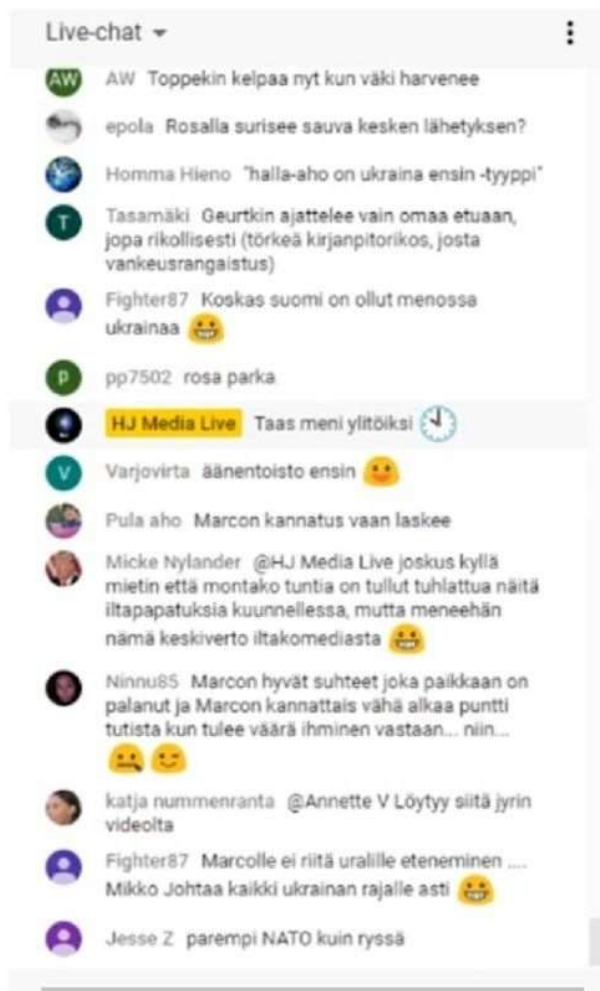 Live-chat
AW AW Toppekin kelpaa nyt kun väki harvenee
epola Rosalla surisee sauva kesken lähetyksen?
Homma Hieno "halla-aho on ukraina ensin -tyyppi"
T Tasamäki Geurtkin ajattelee vain omaa etuaan,
jopa rikollisesti (törkeä kirjanpitorikos, josta
vankeusrangaistus)
Fighter87 Koskas suomi on ollut menossa
ukrainaa 😬
p pp7502 rosa parka
HJ Media Live Taas meni ylitöiksi 🕘
V Varjovirta äänentoisto ensin 😛
Pula aho Marcon kannatus vaan laskee
Micke Nylander @HJ Media Live joskus kyllä
mietin että montako tuntia on tullut tuhlattua näitä
iltapapatuksia kuunnellessa, mutta meneehän
nämä keskiverto iltakomediasta 😬
Ninnu85 Marcon hyvät suhteet joka paikkaan on
palanut ja Marcon kannattais vähä alkaa puntti
tutista kun tulee väärä ihminen vastaan... niin...
🤐😉
katja nummenranta @Annette V Löytyy siitä jyrin
videolta
Fighter87 Marcolle ei riitä uralille eteneminen ....
Mikko Johtaa kaikki ukrainan rajalle asti 😬
Jesse Z parempi NATO kuin ryssä